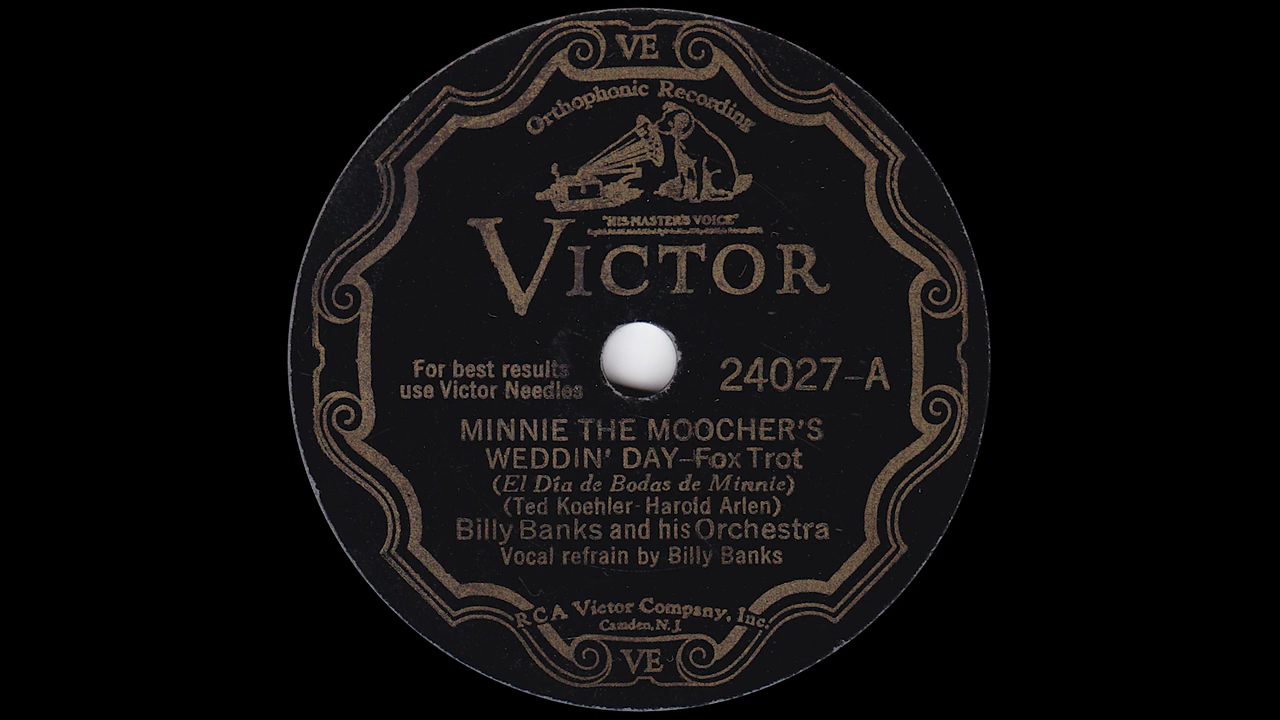 VE
Orthophonic Recording
"HIS MASTER'S VOICE"
VICTOR
For best results
use Victor Needles
24027-A
MINNIE THE MOOCHER'S
WEDDIN' DAY-Fox Trot
(El Día de Bodas de Minnie)
(Ted Koehler-Harold Arlen)
Billy Banks and his Orchestra
Vocal refrain by Billy Banks
RCA Victor Company, Inc.
Camden, N. J.
VE